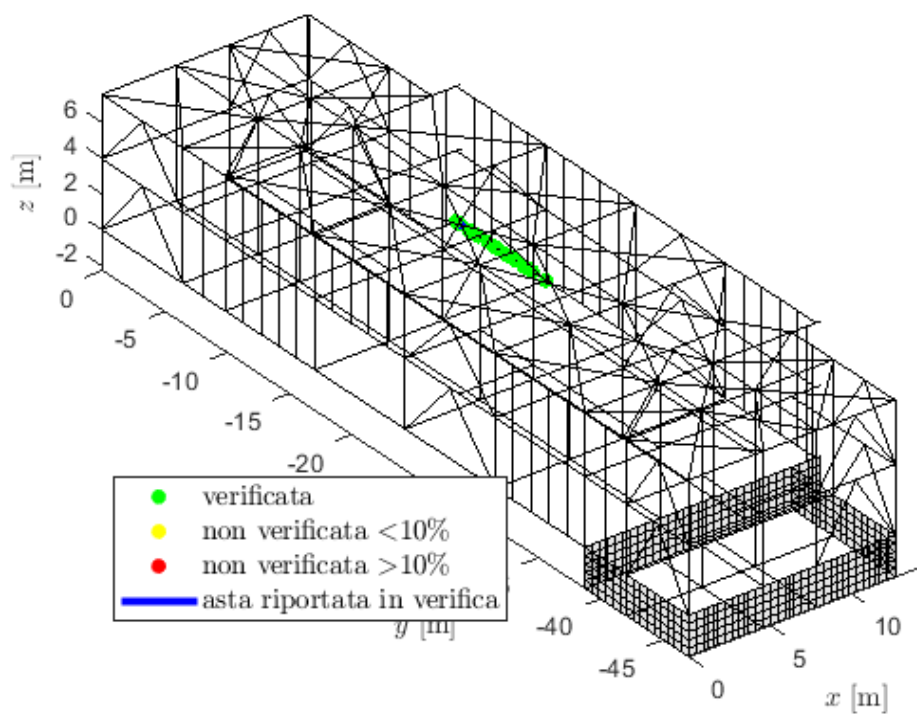 6
4
2
0
-2
z [m]
0
-5
-10
-15
-20
-40
-45
y [m]
0
5
10
x [m]
verificata
non verificata <10%
non verificata >10%
asta riportata in verifica